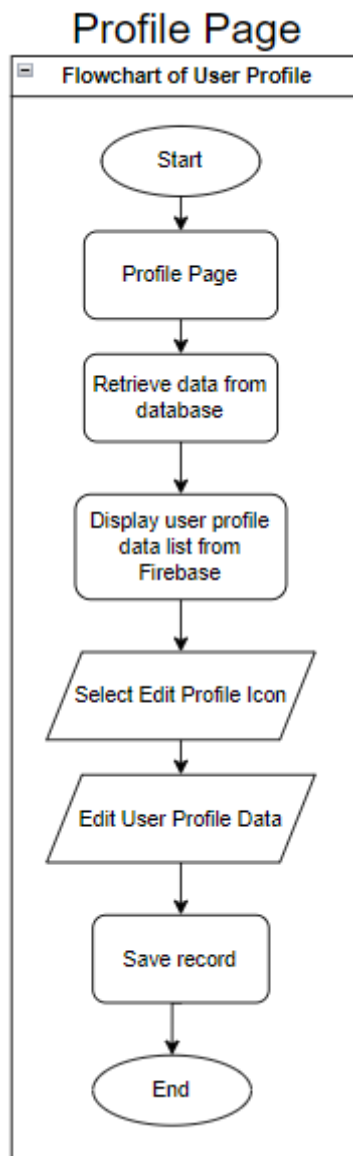 Profile Page
Flowchart of User Profile
Start
Profile Page
Retrieve data from
database
Display user profile
data list from
Firebase
Select Edit Profile Icon
Edit User Profile Data
Save record
End